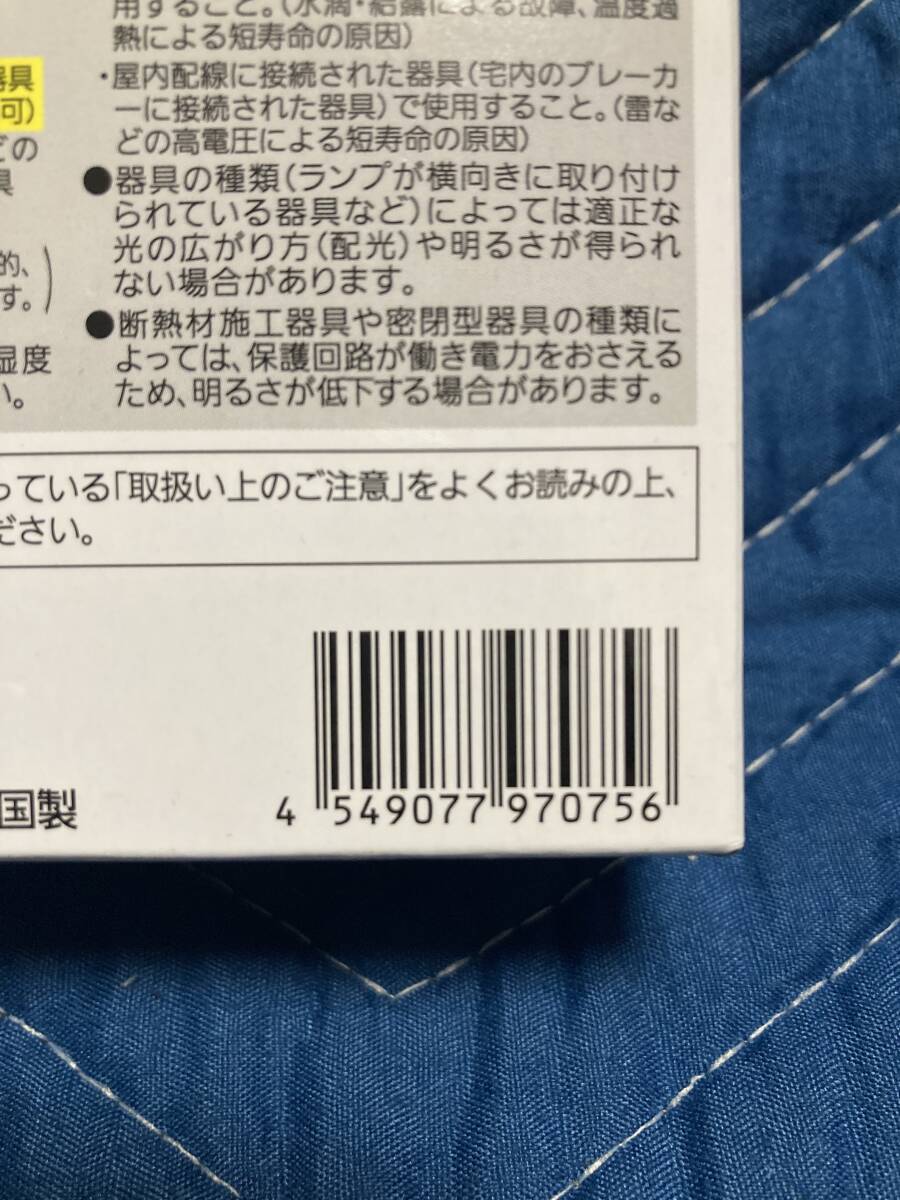 用すること。(水滴・結露による故障、温度過
熱による短寿命の原因)
・屋内配線に接続された器具(宅内のブレーカ
ーに接続された器具)で使用すること。(雷な
どの高電圧による短寿命の原因)
●器具の種類(ランプが横向きに取り付け
られている器具など)によっては適正な
光の広がり方(配光)や明るさが得られ
ない場合があります。
●断熱材施工器具や密閉型器具の種類に
よっては、保護回路が働き電力をおさえる
ため、明るさが低下する場合があります。
器具
可)
どの
具
的、
す。)
湿度
い。
っている「取扱い上のご注意」をよくお読みの上、
ださい。
国製
4 549077 970756